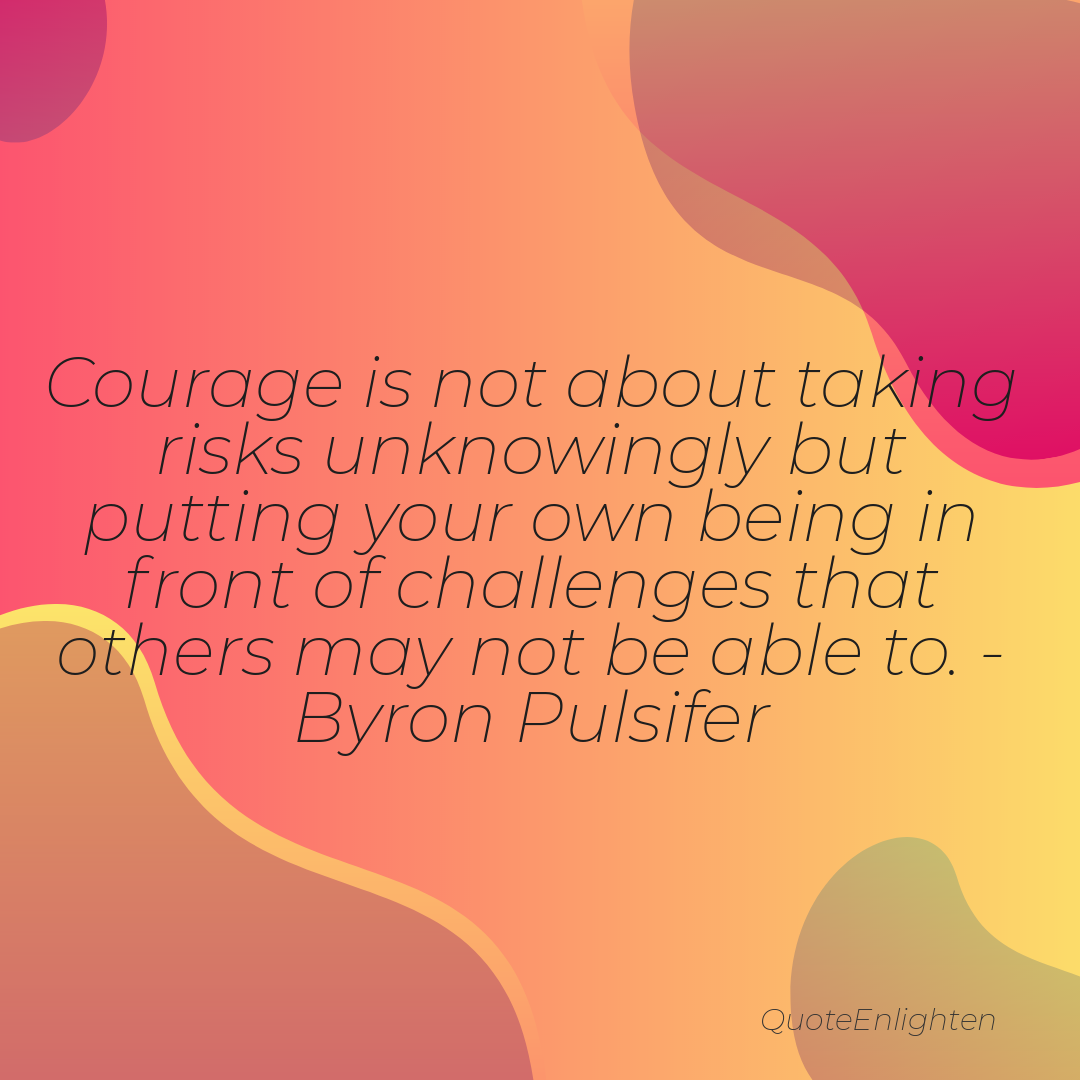 Courage is not about taking
risks unknowingly but
putting your own being in
front of challenges that
others may not be able to. -
Byron Pulsifer
QuoteEnlighten